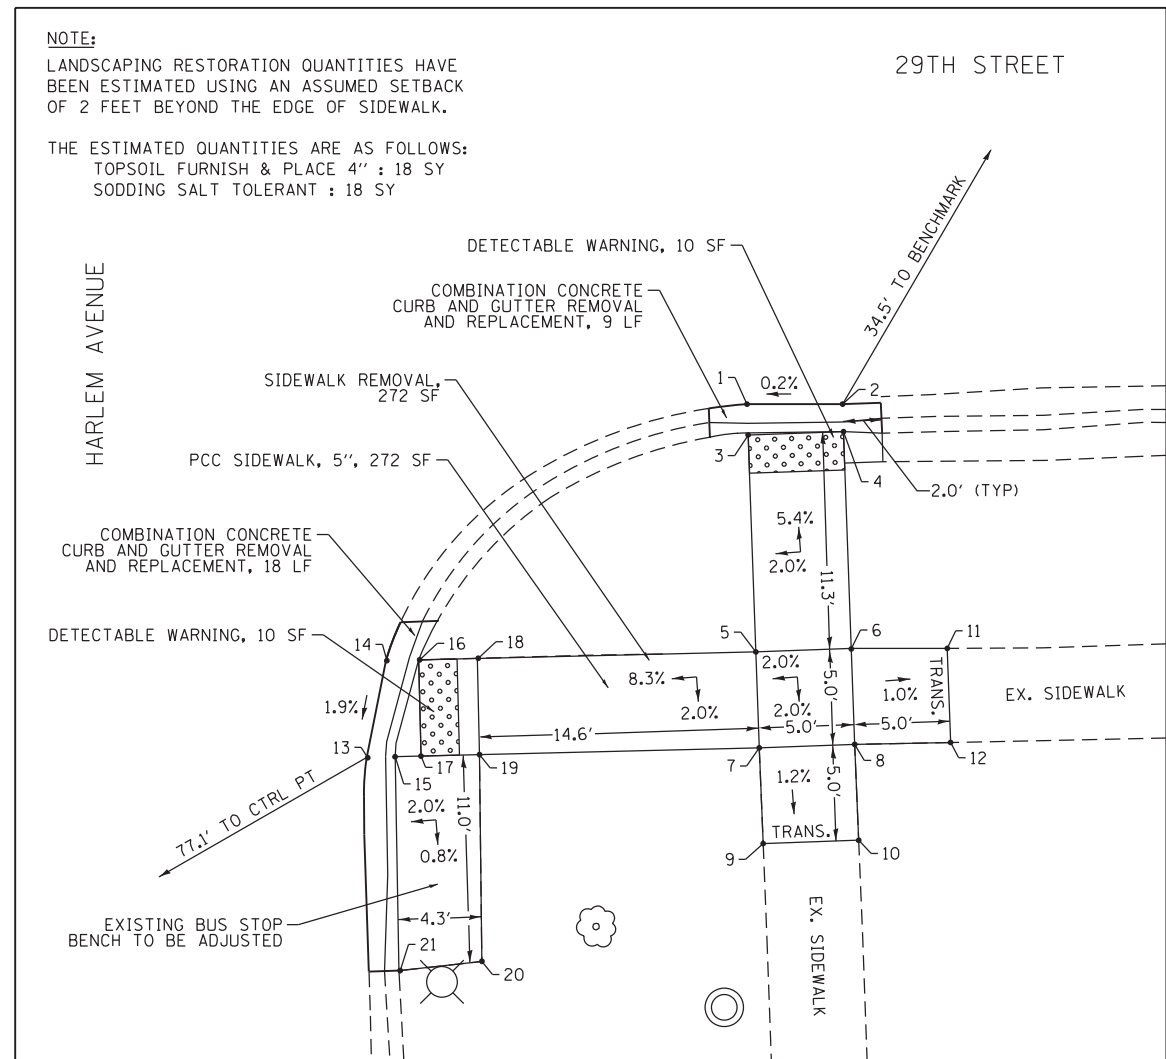 NOTE:
LANDSCAPING RESTORATION QUANTITIES HAVE
BEEN ESTIMATED USING AN ASSUMED SETBACK
OF 2 FEET BEYOND THE EDGE OF SIDEWALK.
THE ESTIMATED QUANTITIES ARE AS FOLLOWS:
TOPSOIL FURNISH & PLACE 4" : 18 SY
SODDING SALT TOLERANT : 18 SY
29TH STREET
HARLEM AVENUE
34.5' TO BENCHMARK
DETECTABLE WARNING, 10 SF
COMBINATION CONCRETE
CURB AND GUTTER REMOVAL
AND REPLACEMENT, 9 LF
SIDEWALK REMOVAL,
272 SF
PCC SIDEWALK, 5", 272 SF
COMBINATION CONCRETE
CURB AND GUTTER REMOVAL
AND REPLACEMENT, 18 LF
DETECTABLE WARNING, 10 SF
1
0.2%
2
3
4
2.0' (TYP)
5.4%
2.0%
11.3'
5
6
11
14
16
18
8.3%
2.0%
2.0%
2.0%
5.0'
1.0%
TRANS.
EX. SIDEWALK
1.9%
14.6'
5.0'
5.0'
13
15
17
19
7
8
12
77.1' TO CTRL PT
2.0%
0.8%
11.0'
1.2%
5.0'
TRANS.
9
10
EXISTING BUS STOP
BENCH TO BE ADJUSTED
4.3'
21
20
EX. SIDEWALK